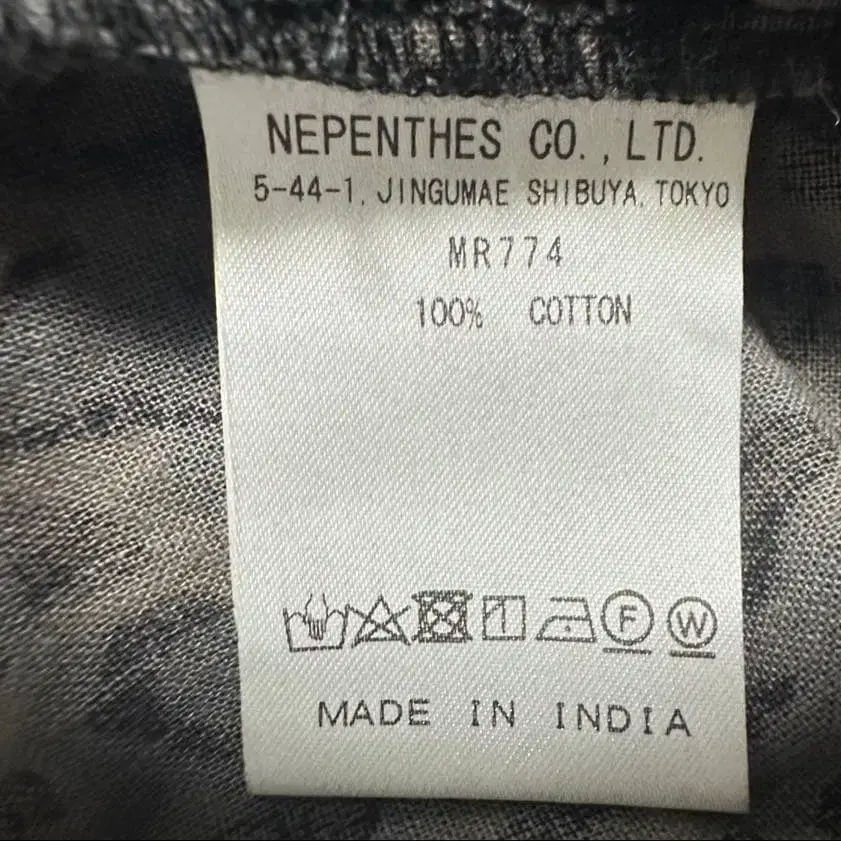 NEPENTHES CO., LTD.
5-44-1, JINGUMAE SHIBUYA, TOKYO
MR774
100% COTTON
F W
MADE IN INDIA